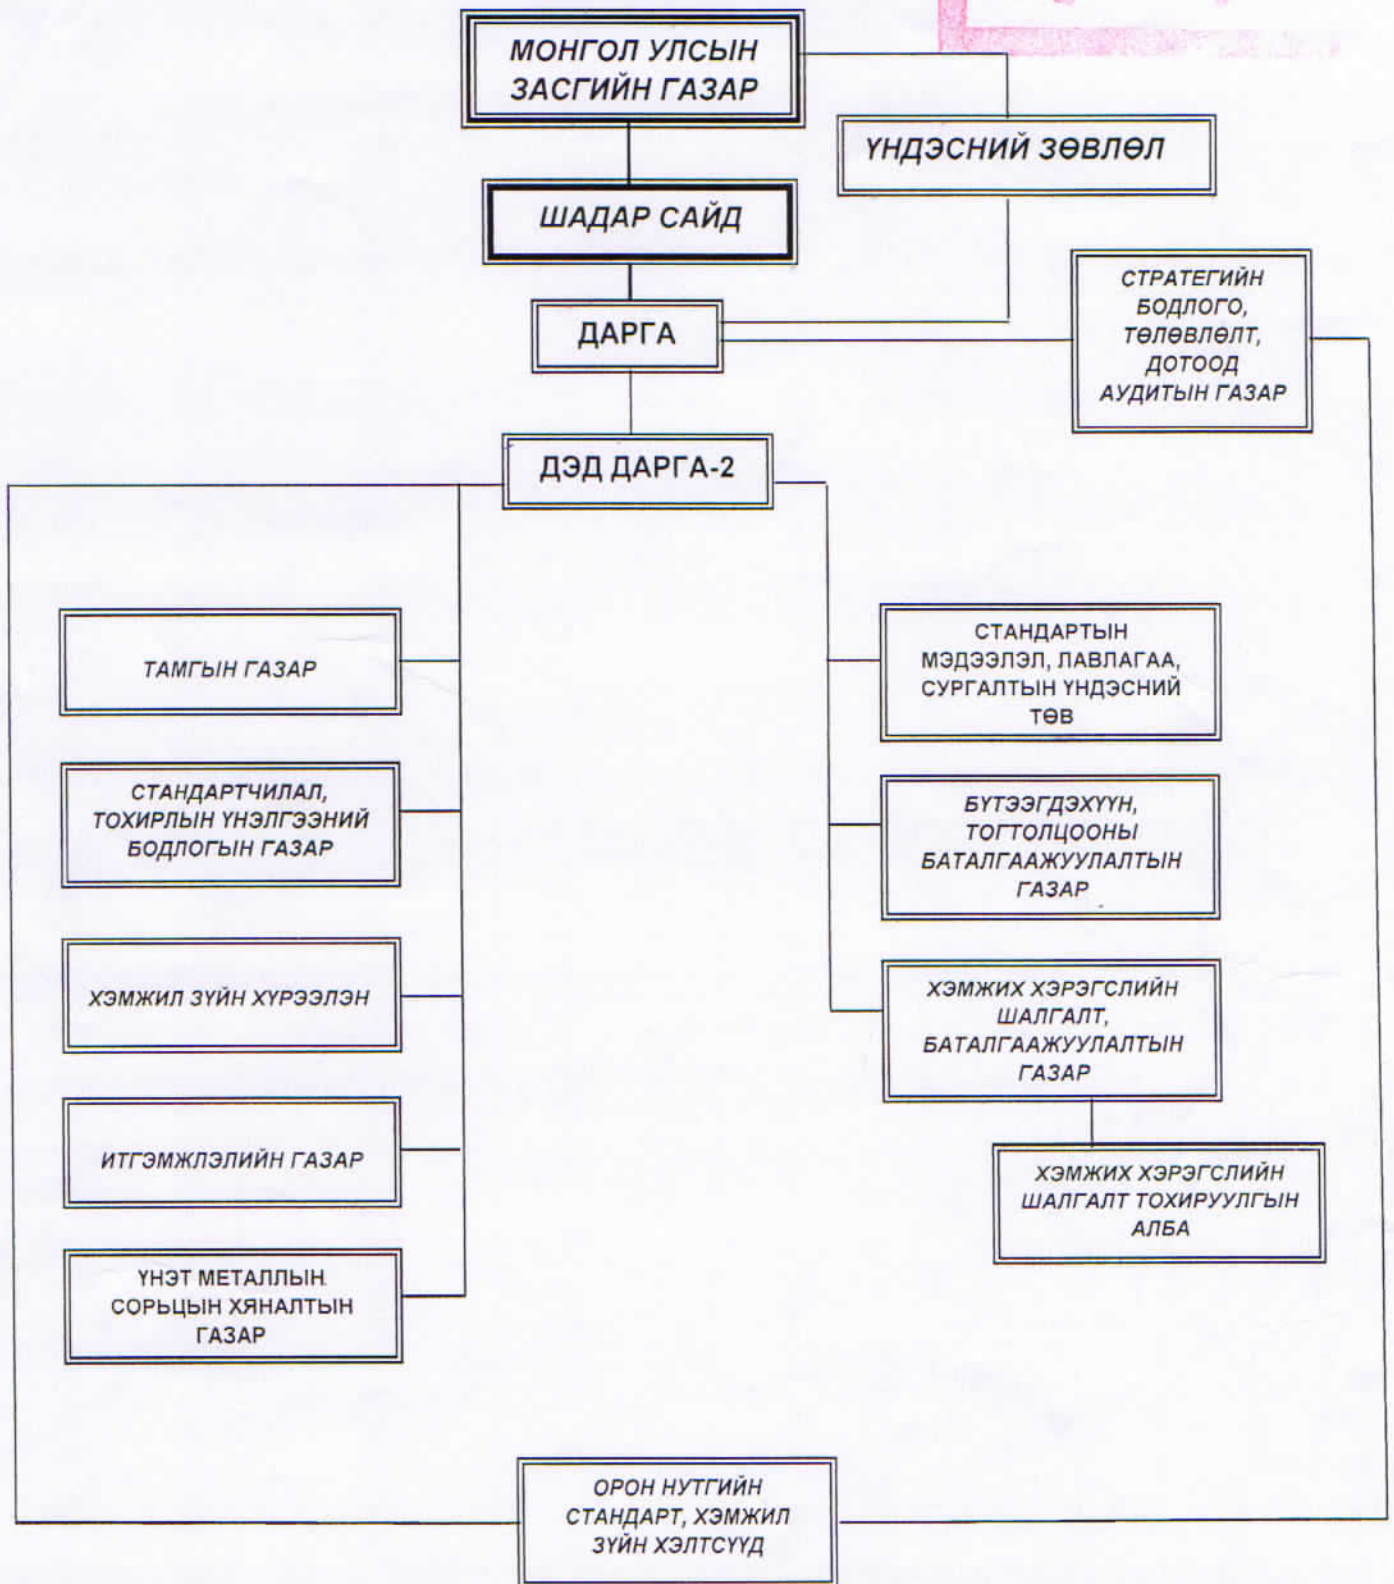 МОНГОЛ УЛСЫН
ЗАСГИЙН ГАЗАР
ҮНДЭСНИЙ ЗӨВЛӨЛ
ШАДАР САЙД
СТРАТЕГИЙН
БОДЛОГО,
ТӨЛӨВЛӨЛТ,
ДОТООД
АУДИТЫН ГАЗАР
ДАРГА
ДЭД ДАРГА-2
ТАМГЫН ГАЗАР
СТАНДАРТЧИЛАЛ,
ТОХИРЛЫН ҮНЭЛГЭЭНИЙ
БОДЛОГЫН ГАЗАР
ХЭМЖИЛ ЗҮЙН ХҮРЭЭЛЭН
ИТГЭМЖЛЭЛИЙН ГАЗАР
ҮНЭТ МЕТАЛЛЫН
СОРЬЦЫН ХЯНАЛТЫН
ГАЗАР
СТАНДАРТЫН
МЭДЭЭЛЭЛ, ЛАВЛАГАА,
СУРГАЛТЫН ҮНДЭСНИЙ
ТӨВ
БҮТЭЭГДЭХҮҮН,
ТОГТОЛЦООНЫ
БАТАЛГААЖУУЛАЛТЫН
ГАЗАР
ХЭМЖИХ ХЭРЭГСЛИЙН
ШАЛГАЛТ,
БАТАЛГААЖУУЛАЛТЫН
ГАЗАР
ХЭМЖИХ ХЭРЭГСЛИЙН
ШАЛГАЛТ ТОХИРУУЛГЫН
АЛБА
ОРОН НУТГИЙН
СТАНДАРТ, ХЭМЖИЛ
ЗҮЙН ХЭЛТСҮҮД